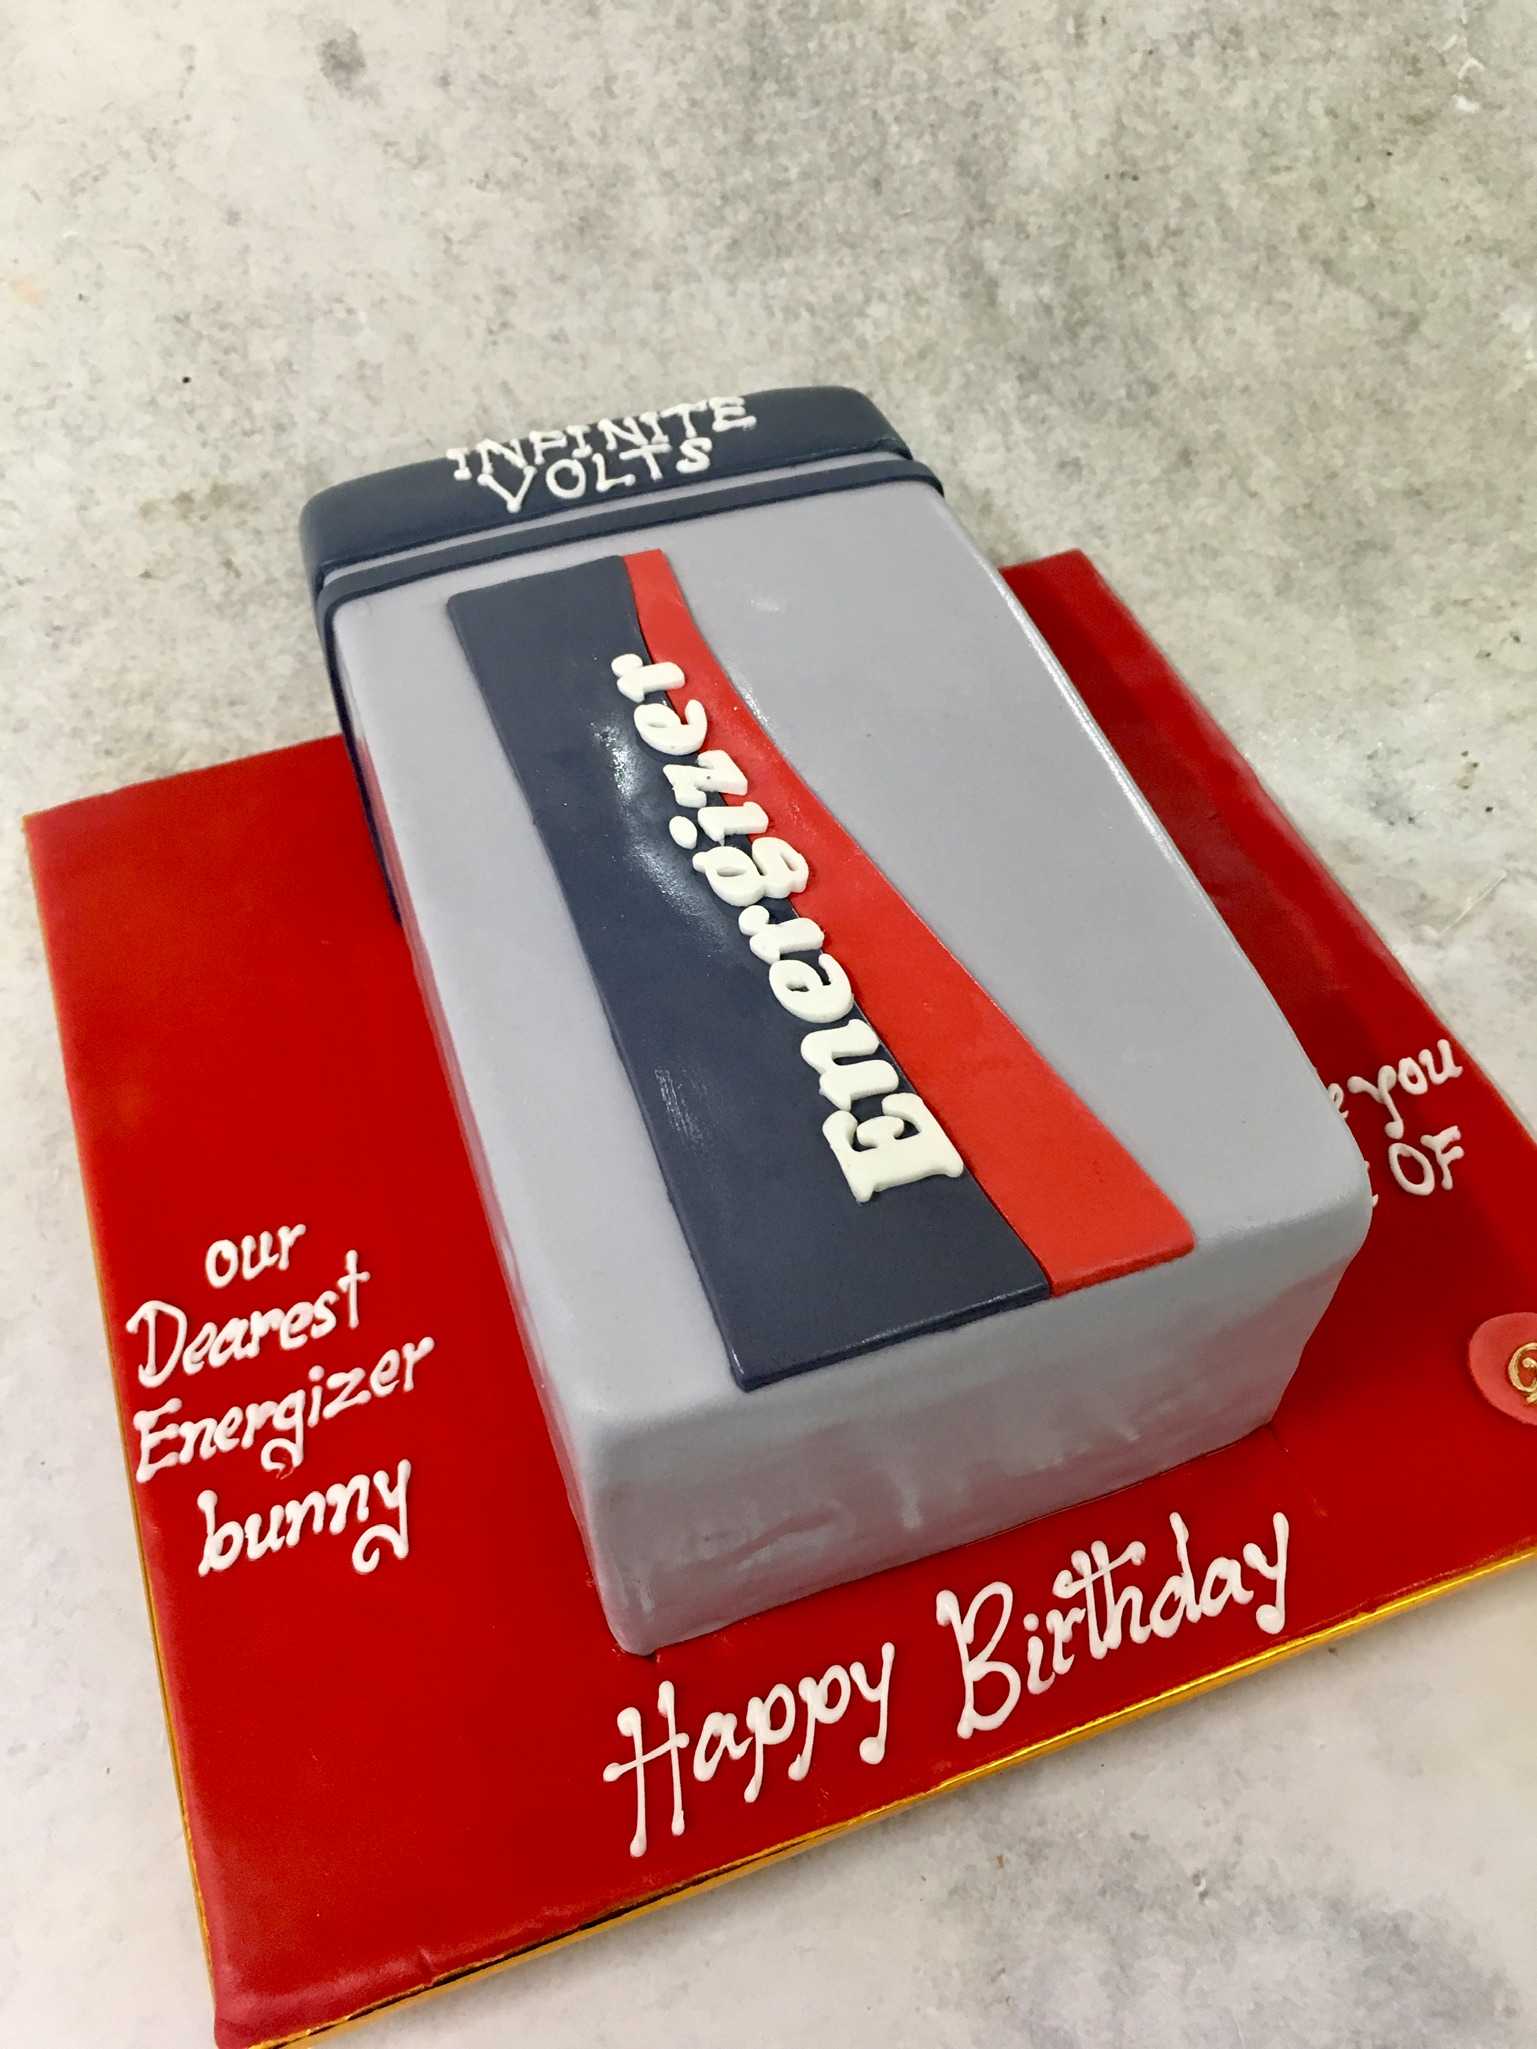 INFINITE
VOLTS
Energizer
our
Dearest
Energizer
bunny
Happy Birthday
you
OF